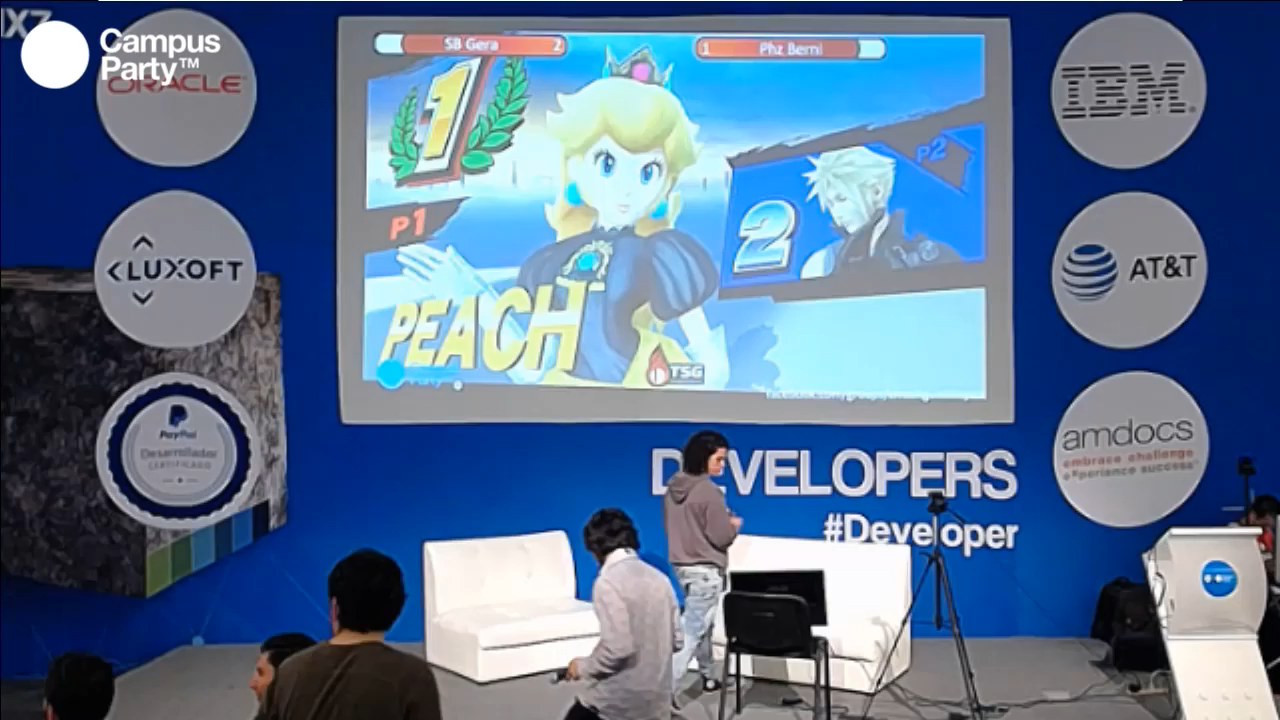 Campus
Party™
ORACLE
SB Gera 2
1 Phz Bemi
1
P1
PEACH
P2
2
TSG
IBM
LUXOFT
AT&T
PayPal
Desarrollador
CERTIFICADO
amdocs
embrace challenge
experience success
DEVELOPERS
#Developer